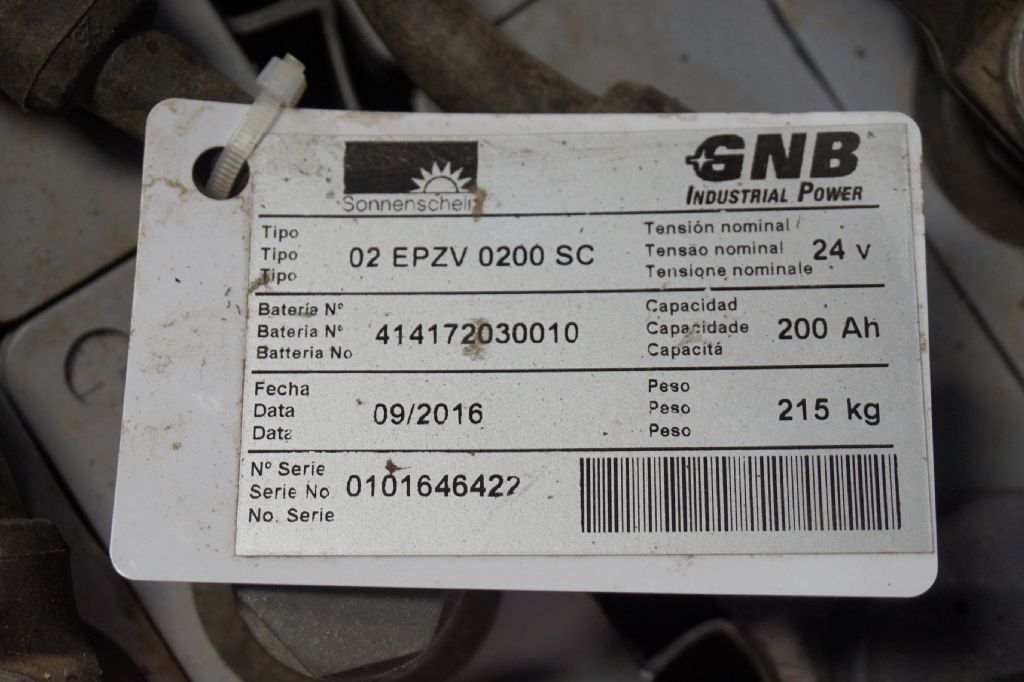 Sonnenschein
GNB
INDUSTRIAL POWER
Tipo
Tipo
Tipo
02 EPZV 0200 SC
Tensión nominal
Tensão nominal
Tensione nominale
24 v
Batería Nº
Bateria Nº
Batteria No
414172030010
Capacidad
Capacidade
Capacitá
200 Ah
Fecha
Data
Data
09/2016
Peso
Peso
Peso
215 kg
Nº Serie
Serie No.
No. Serie
0101646422